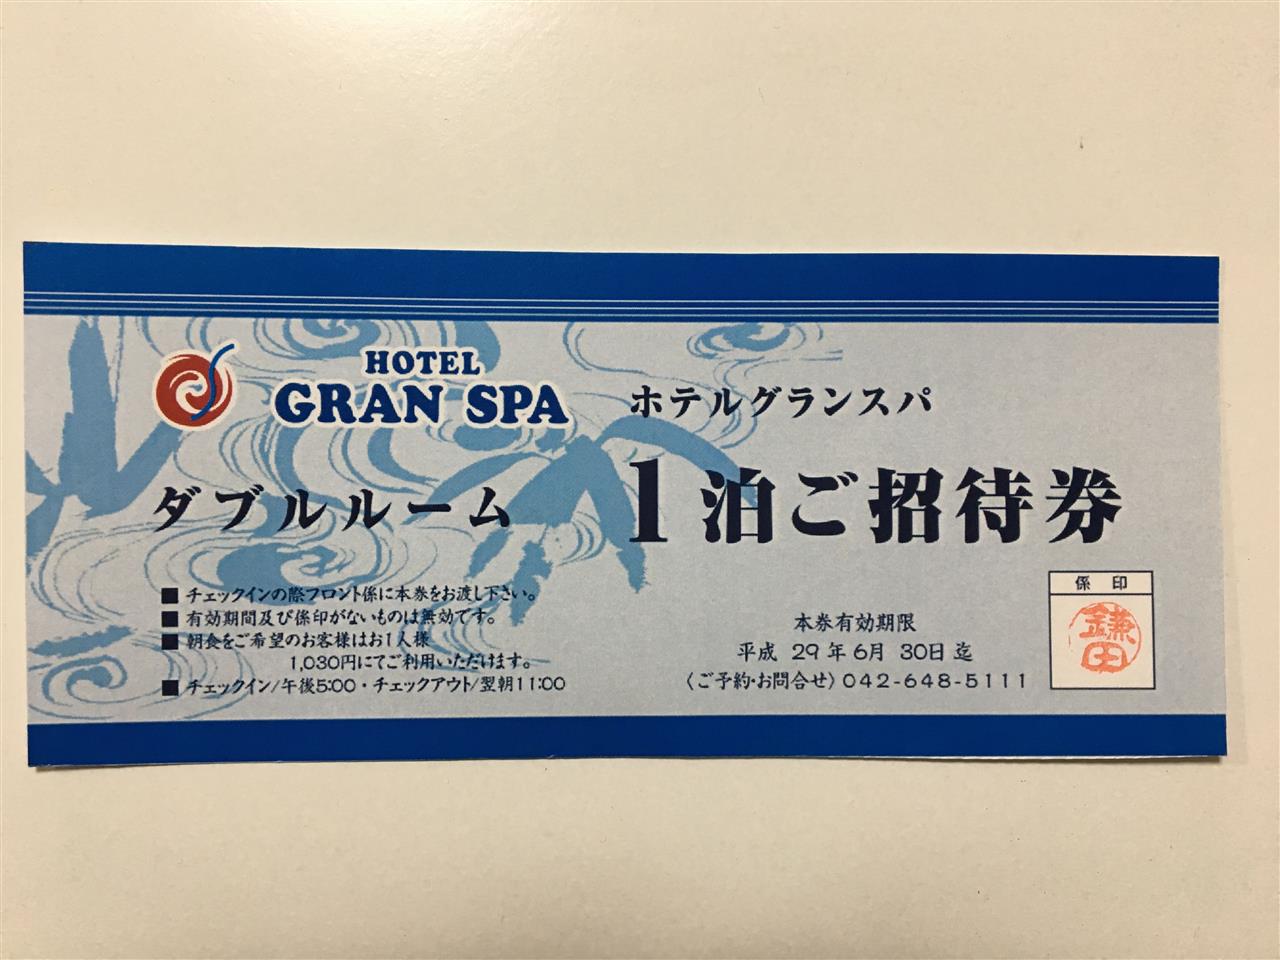 HOTEL
GRAN SPA
ホテルグランスパ
ダブルルーム
1泊ご招待券
■ チェックインの際フロント係に本券をお渡し下さい。
■ 有効期間及び係印がないものは無効です。
■ 朝食をご希望のお客様はお1人様
1,030円にてご利用いただけます。
■ チェックイン/午後5:00・チェックアウト/翌朝11:00
本券有効期限
平成 29年6月 30日迄
〈ご予約・お問合せ〉042-648-5111
係 印
鎌田